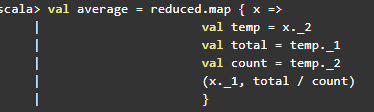 scala> val average = reduced.map { x =>
     |                     val temp = x._2
     |                     val total = temp._1
     |                     val count = temp._2
     |                     (x._1, total / count)
     |                     }